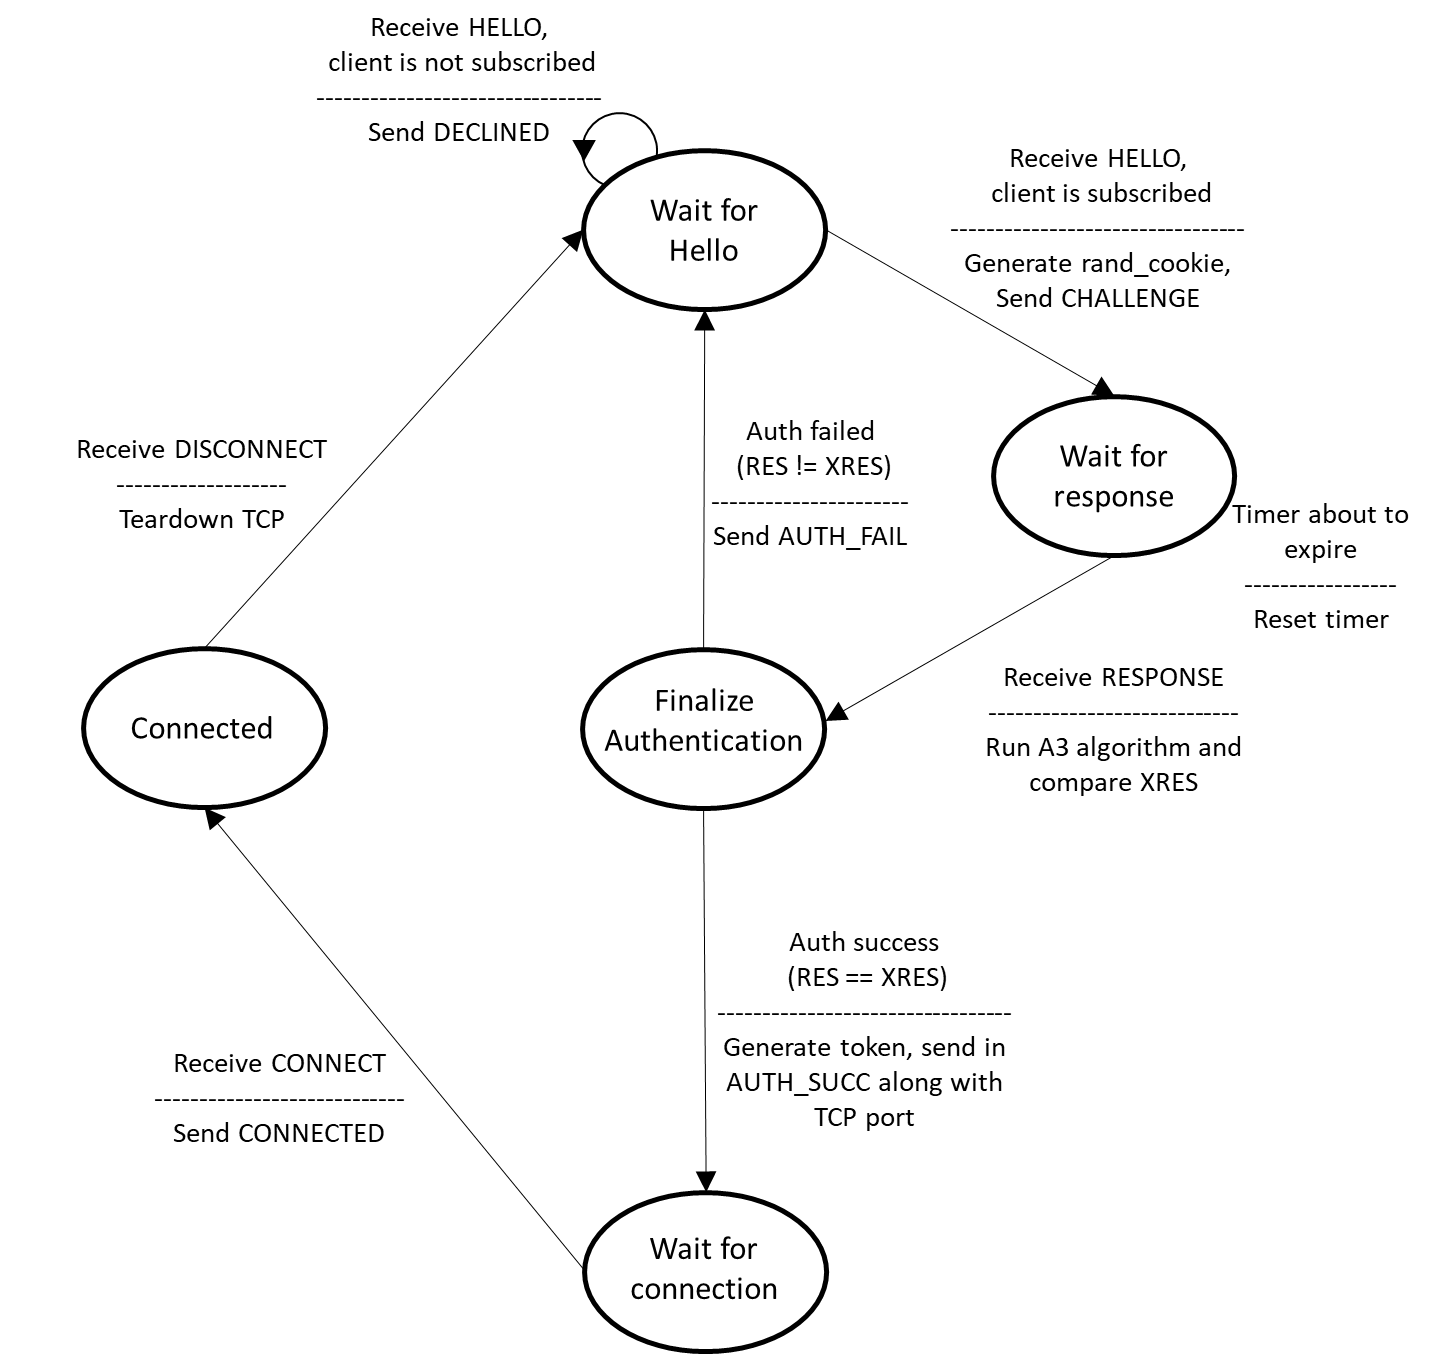 Receive HELLO,
client is not subscribed
--------------------------------
Send DECLINED
Wait for
Hello
Receive HELLO,
client is subscribed
---------------------------------
Generate rand_cookie,
Send CHALLENGE
Wait for
response
Timer about to
expire
-----------------
Reset timer
Auth failed
(RES != XRES)
----------------------
Send AUTH_FAIL
Receive DISCONNECT
-------------------
Teardown TCP
Connected
Finalize
Authentication
Receive RESPONSE
----------------------------
Run A3 algorithm and
compare XRES
Auth success
(RES == XRES)
---------------------------------
Generate token, send in
AUTH_SUCC along with
TCP port
Receive CONNECT
----------------------------
Send CONNECTED
Wait for
connection